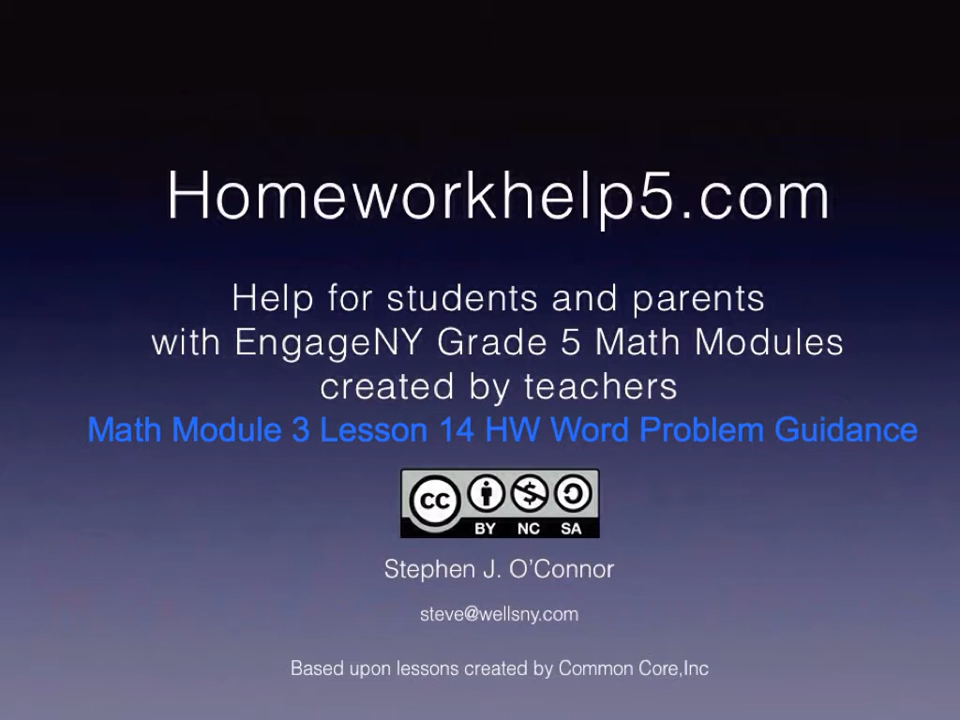 Homeworkhelp5.com
Help for students and parents
with EngageNY Grade 5 Math Modules
created by teachers
Math Module 3 Lesson 14 HW Word Problem Guidance
cc
BY NC SA
Stephen J. O'Connor
steve@wellsny.com
Based upon lessons created by Common Core,Inc